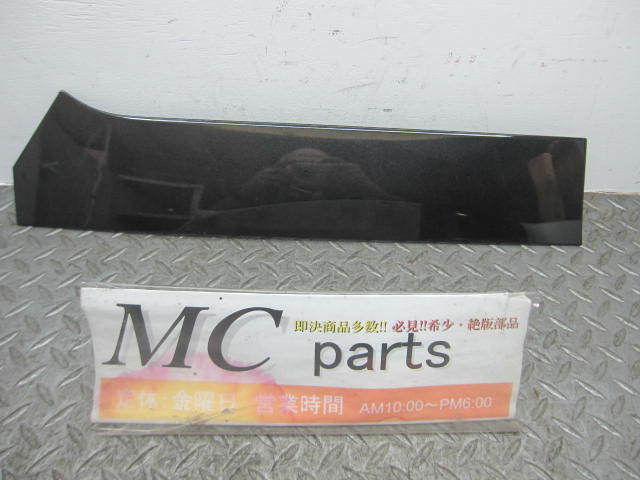 即決商品多数!! 必見!!希少・絶版部品
MC parts
定休 金曜日 営業時間 AM10:00～PM6:00